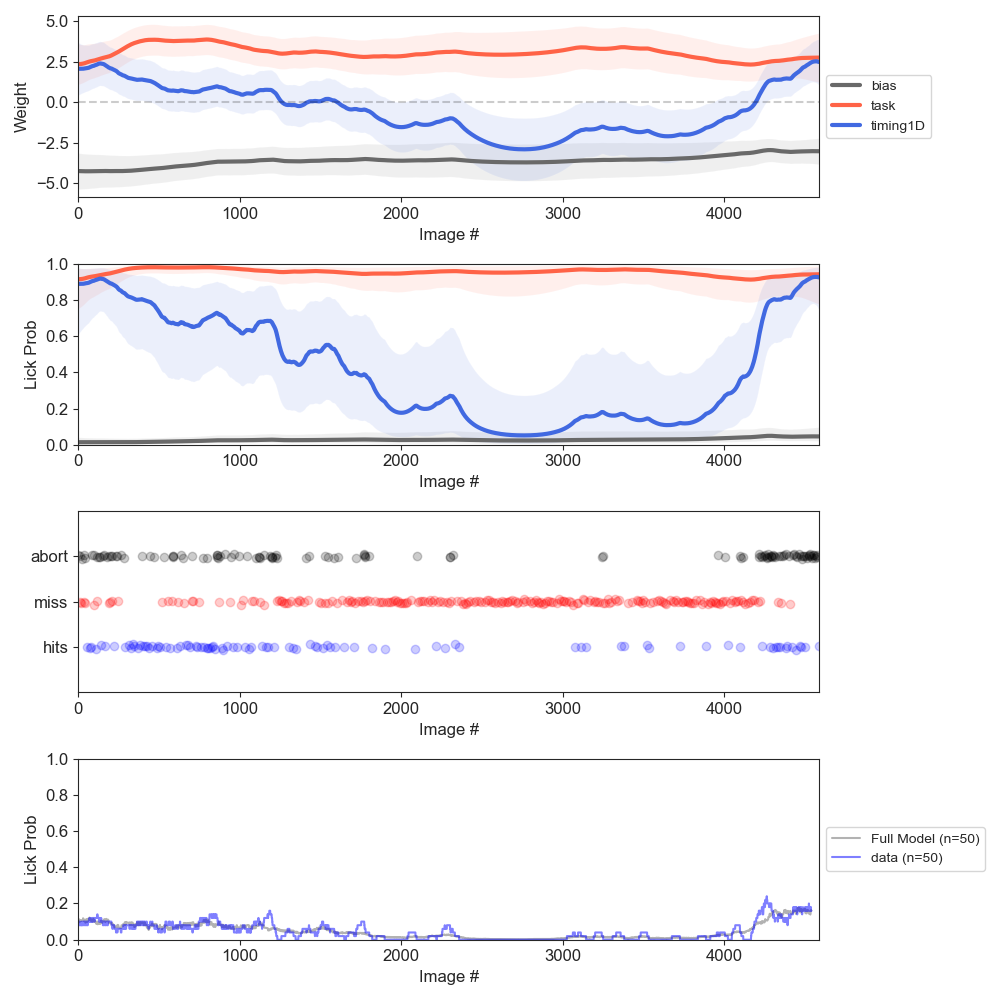 5.0
2.5
0.0
−2.5
−5.0
Weight
0 1000 2000 3000 4000
Image #
bias
task
timing1D
1.0
0.8
0.6
0.4
0.2
0.0
Lick Prob
0 1000 2000 3000 4000
Image #
abort
miss
hits
0 1000 2000 3000 4000
Image #
1.0
0.8
0.6
0.4
0.2
0.0
Lick Prob
0 1000 2000 3000 4000
Image #
Full Model (n=50)
data (n=50)